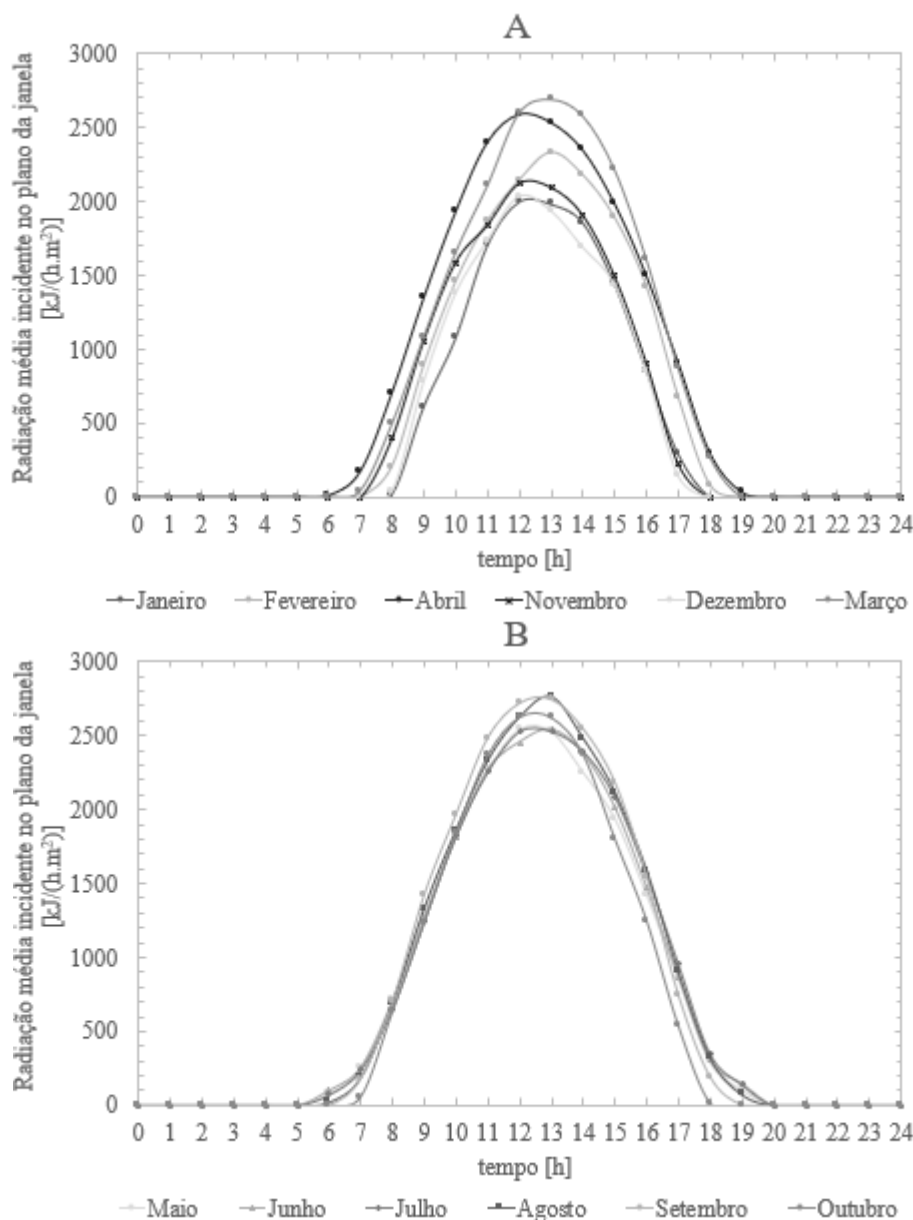 A
Radiação média incidente no plano da janela
[kJ/(h.m²)]
3000
2500
2000
1500
1000
500
0
0 1 2 3 4 5 6 7 8 9 10 11 12 13 14 15 16 17 18 19 20 21 22 23 24
tempo [h]
Janeiro Fevereiro Abril Novembro Dezembro Março
B
Radiação média incidente no plano da janela
[kJ/(h.m²)]
3000
2500
2000
1500
1000
500
0
0 1 2 3 4 5 6 7 8 9 10 11 12 13 14 15 16 17 18 19 20 21 22 23 24
tempo [h]
Maio Junho Julho Agosto Setembro Outubro